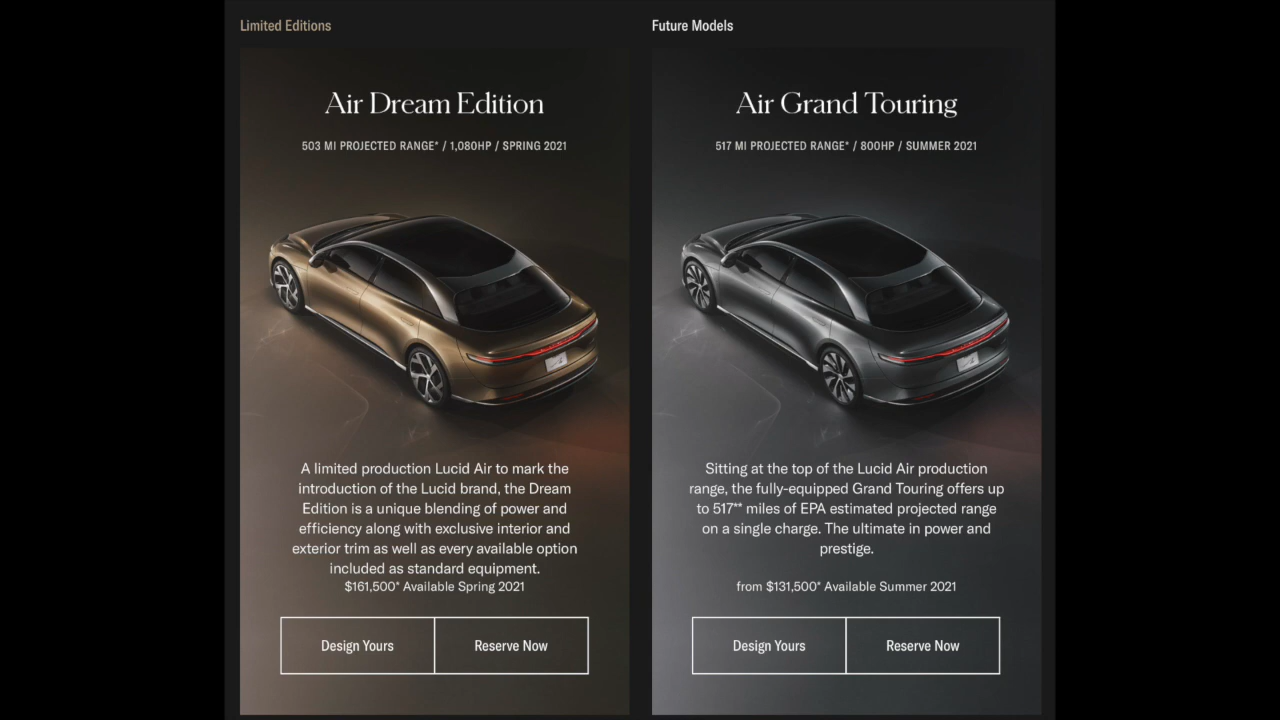 Limited Editions
Air Dream Edition
503 MI PROJECTED RANGE* / 1,080HP / SPRING 2021
A limited production Lucid Air to mark the
introduction of the Lucid brand, the Dream
Edition is a unique blending of power and
efficiency along with exclusive interior and
exterior trim as well as every available option
included as standard equipment.
$161,500* Available Spring 2021
Design Yours
Reserve Now
Future Models
Air Grand Touring
517 MI PROJECTED RANGE* / 800HP / SUMMER 2021
Sitting at the top of the Lucid Air production
range, the fully-equipped Grand Touring offers up
to 517** miles of EPA estimated projected range
on a single charge. The ultimate in power and
prestige.
from $131,500* Available Summer 2021
Design Yours
Reserve Now